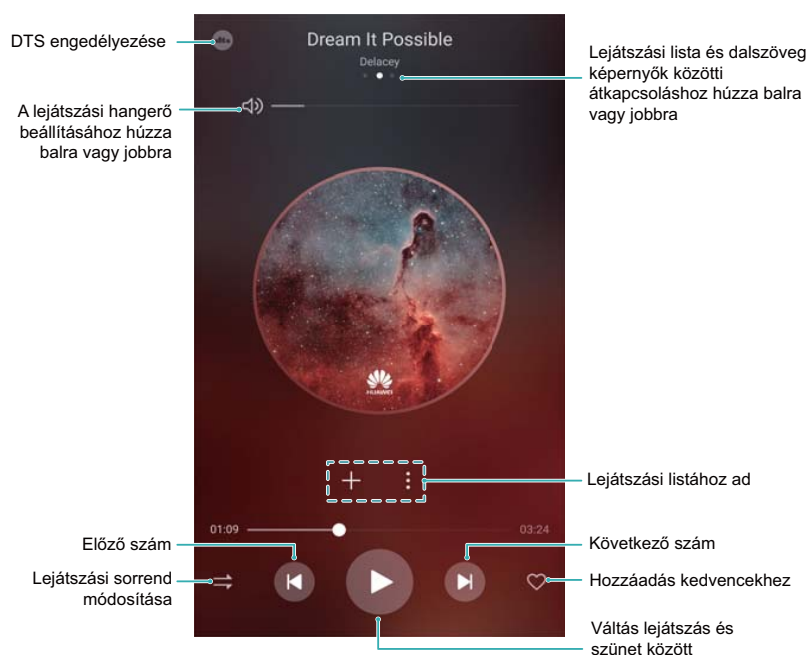 DTS engedélyezése
dts
Dream It Possible
Delacey
Lejátszási lista és dalszöveg
képernyők közötti
átkapcsoláshoz húzza balra
vagy jobbra
A lejátszási hangerő
beállításához húzza
balra vagy jobbra
HUAWEI
Lejátszási listához ad
01:09
03:24
Előző szám
Következő szám
Lejátszási sorrend
módosítása
Hozzáadás kedvencekhez
Váltás lejátszás és
szünet között